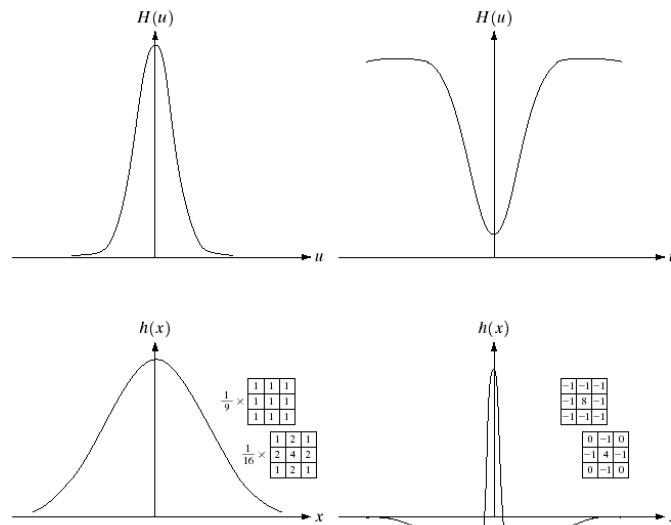 H(u)
H(u)
u
h(x)
h(x)
1/9 ×
1 1 1
1 1 1
1 1 1
1/16 ×
1 2 1
2 4 2
1 2 1
x
−1 −1 −1
−1 8 −1
−1 −1 −1
0 −1 0
−1 4 −1
0 −1 0